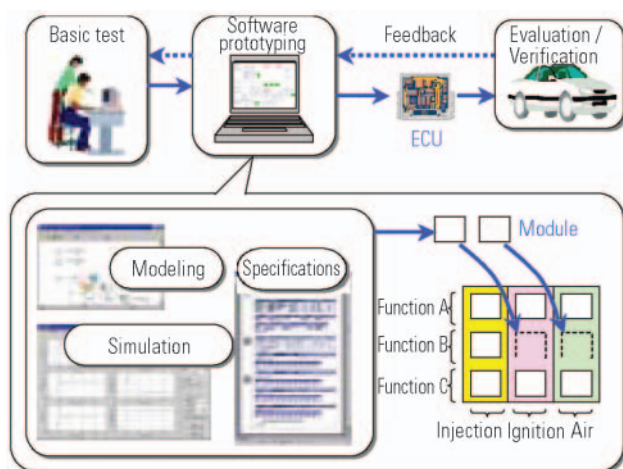 Basic test
Software
prototyping
Feedback
Evaluation /
Verification
ECU
Modeling
Specifications
Simulation
Module
Function A
Function B
Function C
Injection Ignition Air